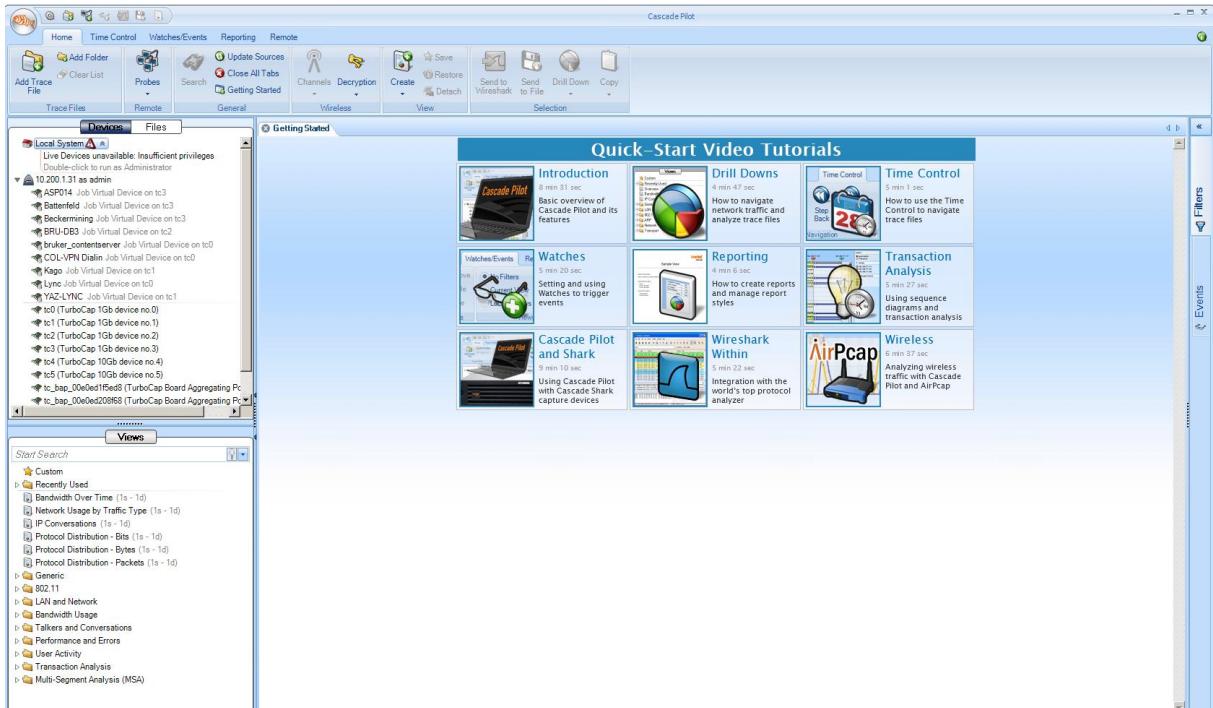 Cascade Pilot
Home Time Control Watches/Events Reporting Remote
Add Trace File
Add Folder
Clear List
Trace Files
Probes
Remote
Search
Update Sources
Close All Tabs
Getting Started
General
Channels
Decryption
Wireless
Create
Save
Restore
Detach
View
Send to Wireshark
Send to File
Drill Down
Copy
Selection
Devices Files
Local System
Live Devices unavailable: Insufficient privileges
Double-click to run as Administrator
10.200.1.31 as admin
ASP014 Job Virtual Device on tc3
Battenfeld Job Virtual Device on tc3
Beckermining Job Virtual Device on tc3
BRU-DB3 Job Virtual Device on tc2
bruker_contentserver Job Virtual Device on tc0
COL-VPN Dialin Job Virtual Device on tc0
Kago Job Virtual Device on tc1
Lync Job Virtual Device on tc0
YAZ-LYNC Job Virtual Device on tc1
tc0 (TurboCap 1Gb device no.0)
tc1 (TurboCap 1Gb device no.1)
tc2 (TurboCap 1Gb device no.2)
tc3 (TurboCap 1Gb device no.3)
tc4 (TurboCap 10Gb device no.4)
tc5 (TurboCap 10Gb device no.5)
tc_bap_00e0ed1f5ed8 (TurboCap Board Aggregating Po
tc_bap_00e0ed208f68 (TurboCap Board Aggregating Po
Views
Start Search
Custom
Recently Used
Bandwidth Over Time (1s - 1d)
Network Usage by Traffic Type (1s - 1d)
IP Conversations (1s - 1d)
Protocol Distribution - Bits (1s - 1d)
Protocol Distribution - Bytes (1s - 1d)
Protocol Distribution - Packets (1s - 1d)
Generic
802.11
LAN and Network
Bandwidth Usage
Talkers and Conversations
Performance and Errors
User Activity
Transaction Analysis
Multi-Segment Analysis (MSA)
Getting Started
Quick-Start Video Tutorials
Cascade Pilot
Introduction
8 min 31 sec
Basic overview of
Cascade Pilot and its
features
Views
Drill Downs
4 min 47 sec
How to navigate
network traffic and
analyze trace files
Time Control
Step
Back
28
Navigation
Time Control
5 min 1 sec
How to use the Time
Control to navigate
trace files
Watches/Events Re
No Filters
Watches
5 min 20 sec
Setting and using
Watches to trigger
events
Reporting
4 min 6 sec
How to create reports
and manage report
styles
Transaction
Analysis
5 min 27 sec
Using sequence
diagrams and
transaction analysis
Cascade Pilot
Cascade Pilot
and Shark
9 min 10 sec
Using Cascade Pilot
with Cascade Shark
capture devices
Wireshark
Within
5 min 22 sec
Integration with the
world's top protocol
analyzer
AirPcap
Wireless
6 min 37 sec
Analyzing wireless
traffic with Cascade
Pilot and AirPcap
Filters
Events